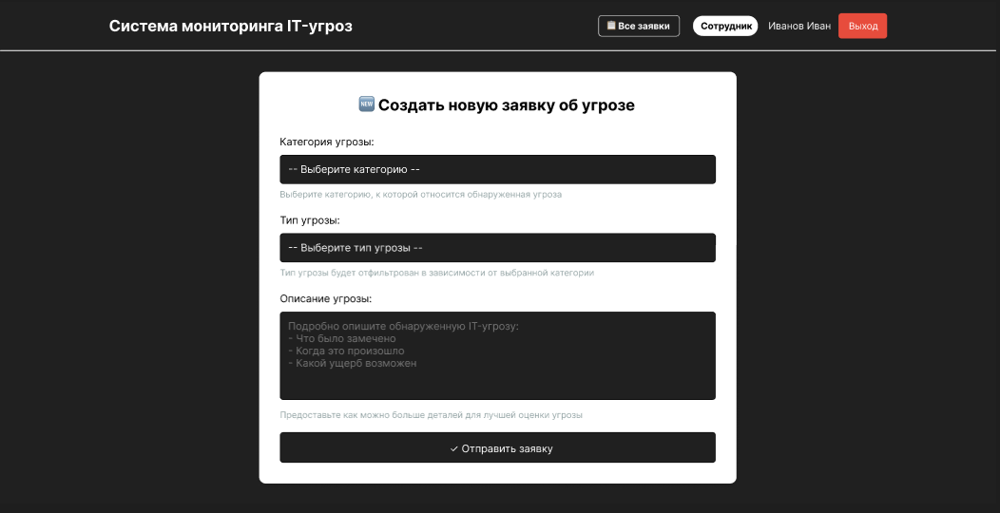 Система мониторинга IT-угроз
📋 Все заявки
Сотрудник
Иванов Иван
Выход
🆕 Создать новую заявку об угрозе
Категория угрозы:
-- Выберите категорию --
Выберите категорию, к которой относится обнаруженная угроза
Тип угрозы:
-- Выберите тип угрозы --
Тип угрозы будет отфильтрован в зависимости от выбранной категории
Описание угрозы:
Подробно опишите обнаруженную IT-угрозу:
- Что было замечено
- Когда это произошло
- Какой ущерб возможен
Предоставьте как можно больше деталей для лучшей оценки угрозы
✓ Отправить заявку